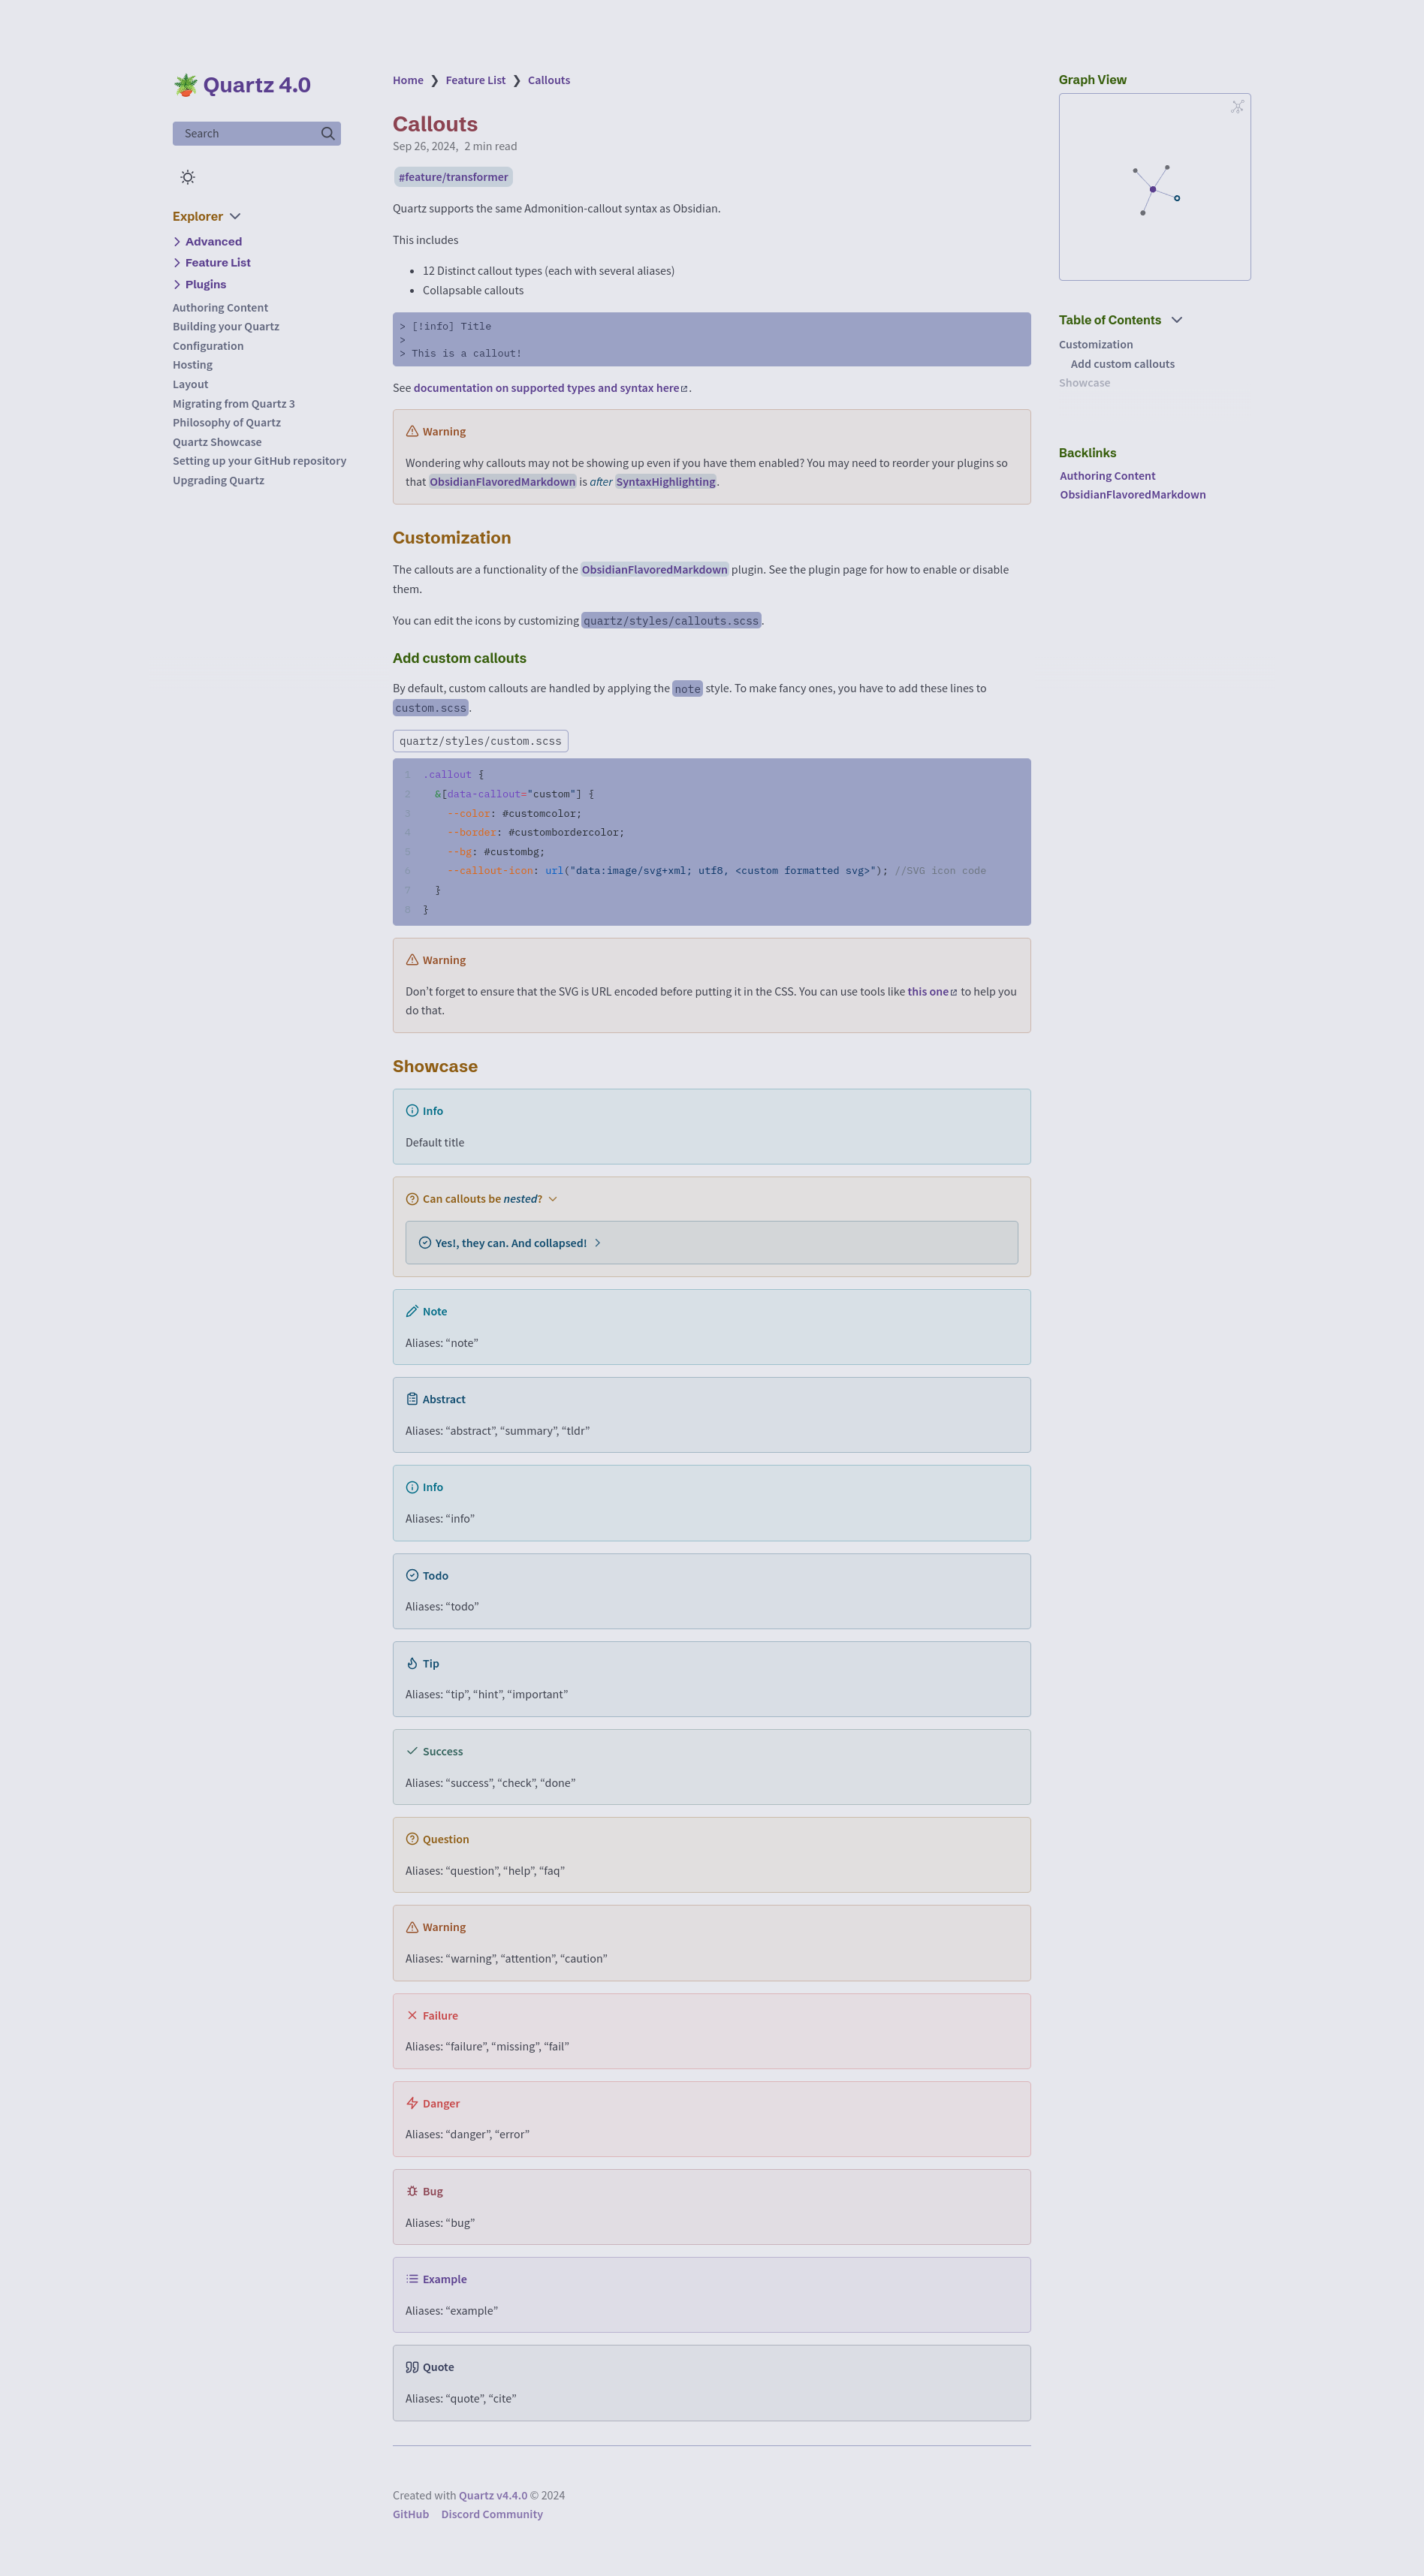 🪴 Quartz 4.0
Search
Explorer
Advanced
Feature List
Plugins
Authoring Content
Building your Quartz
Configuration
Hosting
Layout
Migrating from Quartz 3
Philosophy of Quartz
Quartz Showcase
Setting up your GitHub repository
Upgrading Quartz
Home ❯ Feature List ❯ Callouts
Callouts
Sep 26, 2024, 2 min read
#feature/transformer
Quartz supports the same Admonition-callout syntax as Obsidian.
This includes
• 12 Distinct callout types (each with several aliases)
• Collapsable callouts
> [!info] Title
>
> This is a callout!
See documentation on supported types and syntax here.
Warning
Wondering why callouts may not be showing up even if you have them enabled? You may need to reorder your plugins so
that ObsidianFlavoredMarkdown is after SyntaxHighlighting.
Customization
The callouts are a functionality of the ObsidianFlavoredMarkdown plugin. See the plugin page for how to enable or disable
them.
You can edit the icons by customizing quartz/styles/callouts.scss.
Add custom callouts
By default, custom callouts are handled by applying the note style. To make fancy ones, you have to add these lines to
custom.scss.
quartz/styles/custom.scss
1 .callout {
2   &[data-callout="custom"] {
3     --color: #customcolor;
4     --border: #custombordercolor;
5     --bg: #custombg;
6     --callout-icon: url("data:image/svg+xml; utf8, <custom formatted svg>"); //SVG icon code
7   }
8 }
Warning
Don’t forget to ensure that the SVG is URL encoded before putting it in the CSS. You can use tools like this one to help you
do that.
Showcase
Info
Default title
Can callouts be nested?
Yes!, they can. And collapsed!
Note
Aliases: “note”
Abstract
Aliases: “abstract”, “summary”, “tldr”
Info
Aliases: “info”
Todo
Aliases: “todo”
Tip
Aliases: “tip”, “hint”, “important”
Success
Aliases: “success”, “check”, “done”
Question
Aliases: “question”, “help”, “faq”
Warning
Aliases: “warning”, “attention”, “caution”
Failure
Aliases: “failure”, “missing”, “fail”
Danger
Aliases: “danger”, “error”
Bug
Aliases: “bug”
Example
Aliases: “example”
Quote
Aliases: “quote”, “cite”
Created with Quartz v4.4.0 © 2024
GitHub Discord Community
Graph View
Table of Contents
Customization
Add custom callouts
Showcase
Backlinks
Authoring Content
ObsidianFlavoredMarkdown